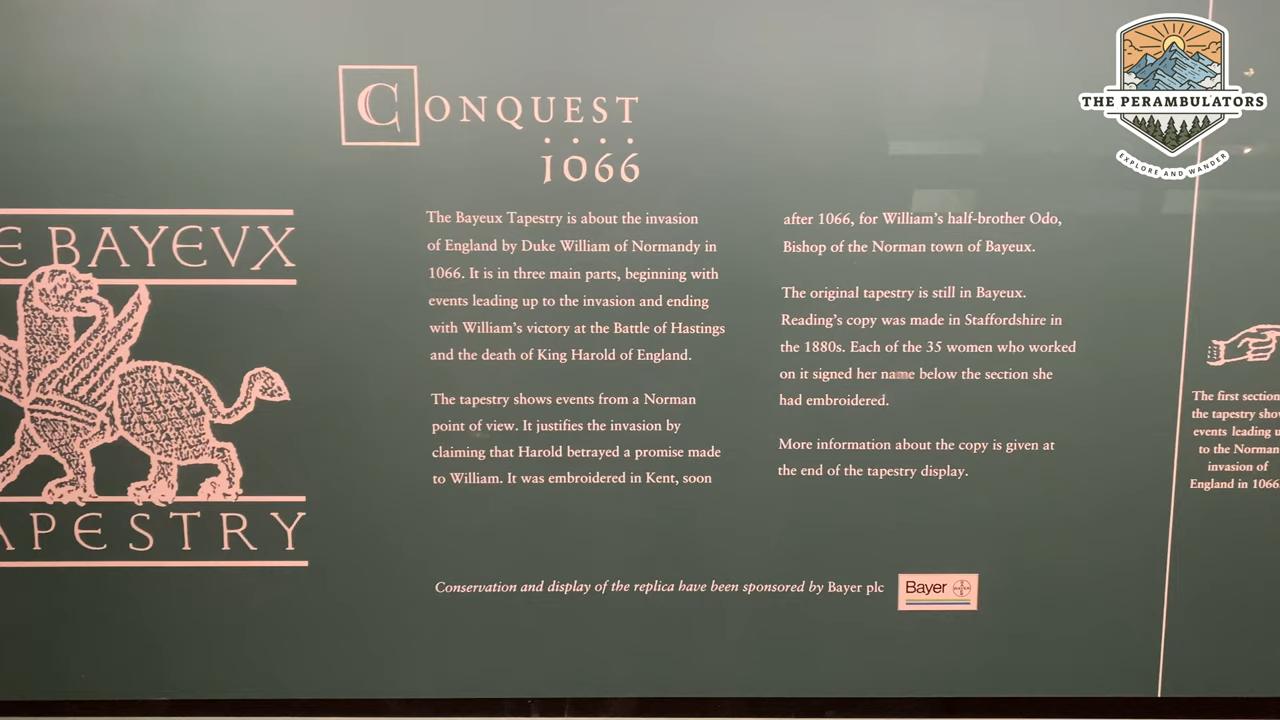 CONQUEST
1066
E BAYEVX
TAPESTRY
The Bayeux Tapestry is about the invasion
of England by Duke William of Normandy in
1066. It is in three main parts, beginning with
events leading up to the invasion and ending
with William's victory at the Battle of Hastings
and the death of King Harold of England.
The tapestry shows events from a Norman
point of view. It justifies the invasion by
claiming that Harold betrayed a promise made
to William. It was embroidered in Kent, soon
after 1066, for William's half-brother Odo,
Bishop of the Norman town of Bayeux.
The original tapestry is still in Bayeux.
Reading's copy was made in Staffordshire in
the 1880s. Each of the 35 women who worked
on it signed her name below the section she
had embroidered.
More information about the copy is given at
the end of the tapestry display.
Conservation and display of the replica have been sponsored by Bayer plc
Bayer
The first section
the tapestry sho
events leading u
to the Norman
invasion of
England in 1066
THE PERAMBULATORS
EXPLORE AND WANDER